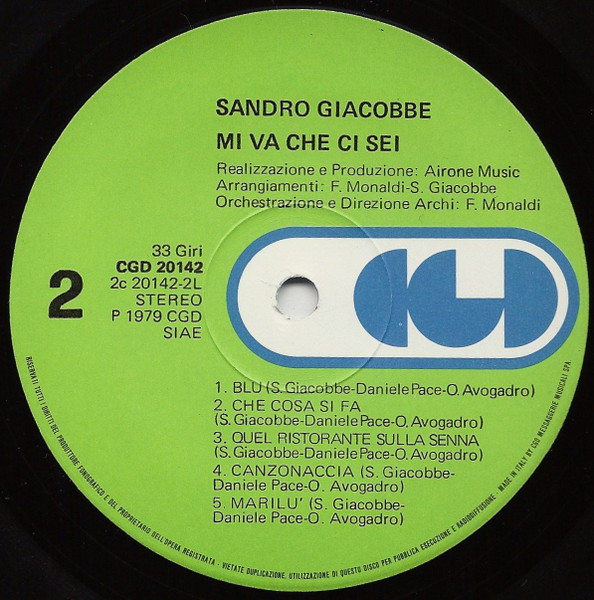 SANDRO GIACOBBE
MI VA CHE CI SEI
Realizzazione e Produzione: Airone Music
Arrangiamenti: F. Monaldi-S. Giacobbe
Orchestrazione e Direzione Archi: F. Monaldi
33 Giri
CGD 20142
2c 20142-2L
STEREO
P 1979 CGD
SIAE
2
CGD
1. BLU (S. Giacobbe-Daniele Pace-O. Avogadro)
2. CHE COSA SI FA
(S. Giacobbe-Daniele Pace-O. Avogadro)
3. QUEL RISTORANTE SULLA SENNA
(S. Giacobbe-Daniele Pace-O. Avogadro)
4. CANZONACCIA (S. Giacobbe-
Daniele Pace-O. Avogadro)
5. MARILU' (S. Giacobbe-
Daniele Pace-O. Avogadro)
RISERVATI TUTTI I DIRITTI DEL PRODUTTORE FONOGRAFICO E DEL PROPRIETARIO DELL'OPERA REGISTRATA - VIETATE DUPLICAZIONE, UTILIZZAZIONE DI QUESTO DISCO PER PUBBLICA ESECUZIONE E RADIODIFFUSIONE - MADE IN ITALY BY CGD MESSAGGERIE MUSICALI SPA